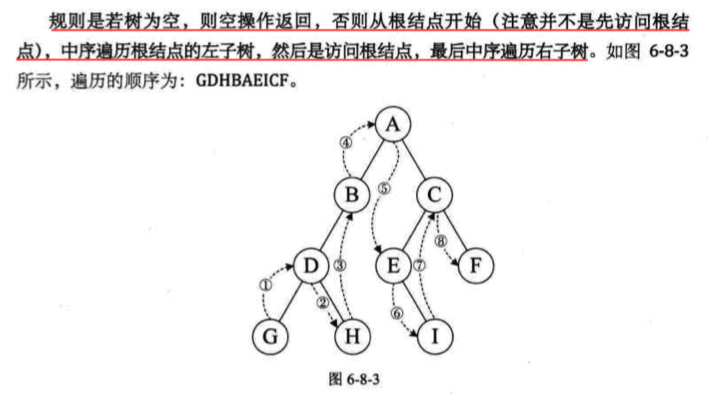 规则是若树为空，则空操作返回，否则从根结点开始（注意并不是先访问根结
点），中序遍历根结点的左子树，然后是访问根结点，最后中序遍历右子树。如图 6-8-3
所示，遍历的顺序为：GDHBAEICF。
A
④
B
⑤
C
⑧
D
③
E
⑦
F
①
②
⑥
G
H
I
图 6-8-3